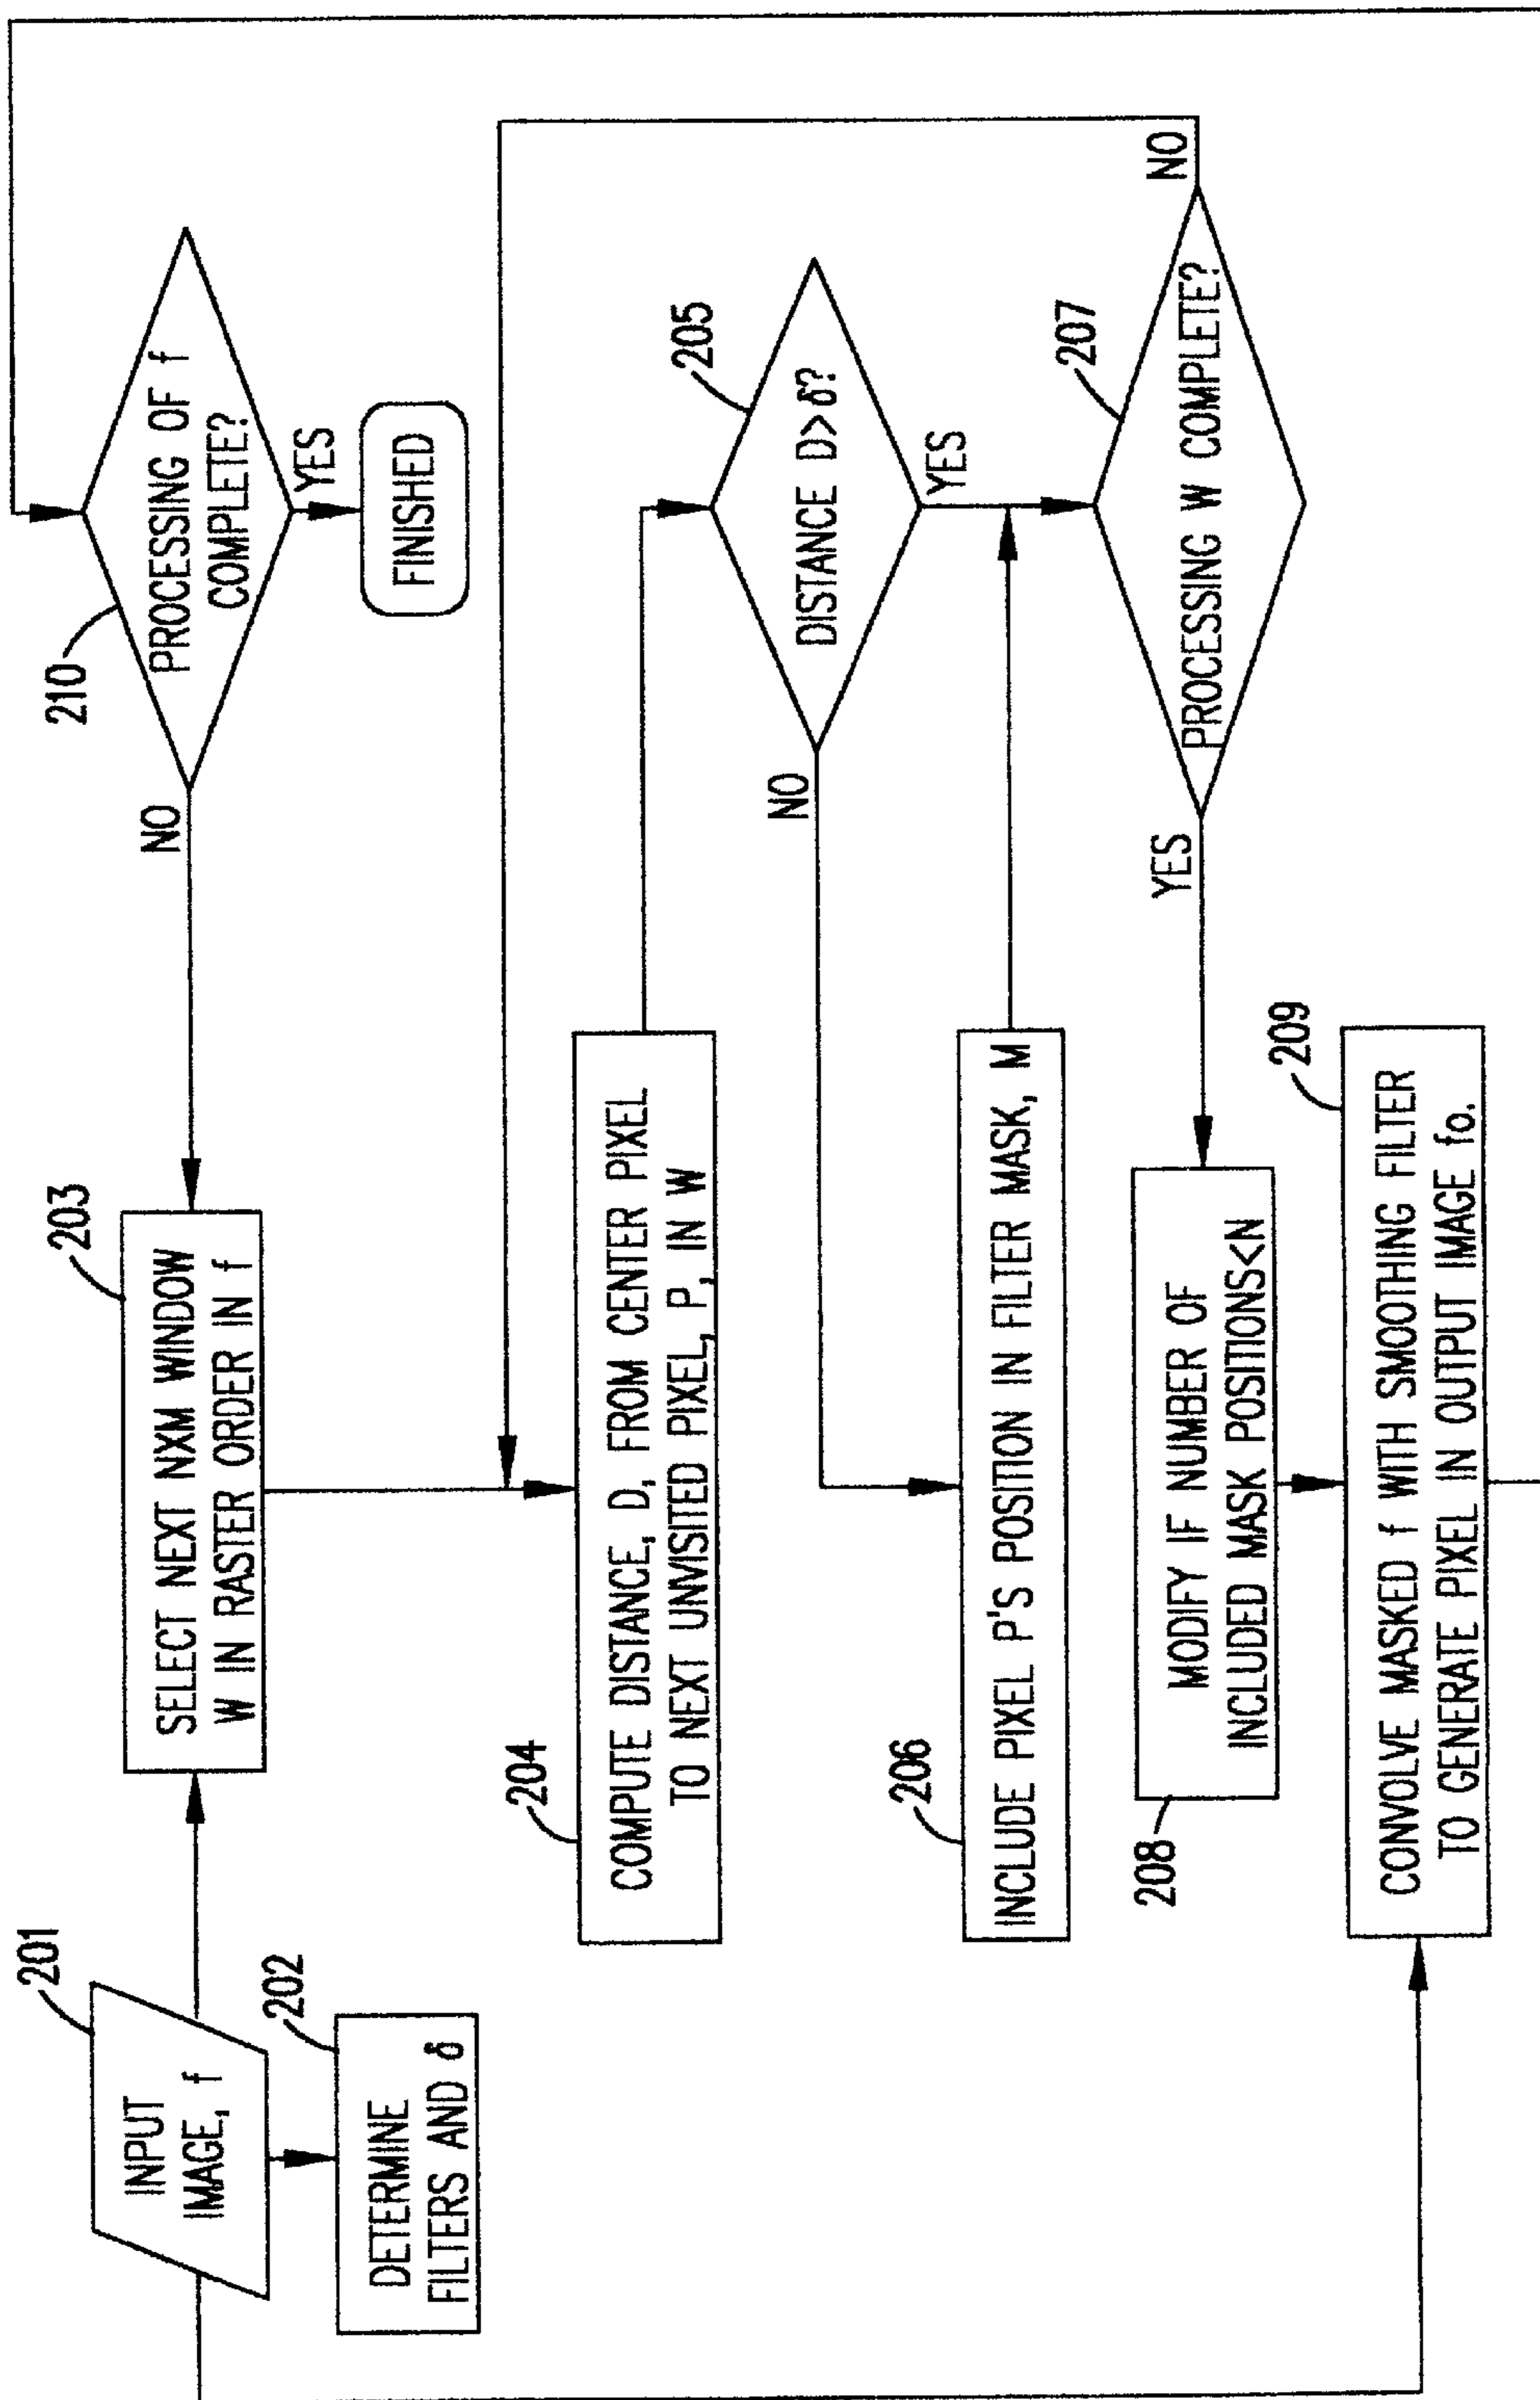 201
INPUT
IMAGE, f
202
DETERMINE
FILTERS AND δ
203
SELECT NEXT NXM WINDOW
W IN RASTER ORDER IN f
210
PROCESSING OF f
COMPLETE?
NO
YES
FINISHED
204
COMPUTE DISTANCE, D, FROM CENTER PIXEL
TO NEXT UNVISITED PIXEL, P, IN W
205
DISTANCE D>δ?
NO
YES
206
INCLUDE PIXEL P'S POSITION IN FILTER MASK, M
207
PROCESSING W COMPLETE?
NO
YES
208
MODIFY IF NUMBER OF
INCLUDED MASK POSITIONS<N
209
CONVOLVE MASKED f WITH SMOOTHING FILTER
TO GENERATE PIXEL IN OUTPUT IMAGE fo.